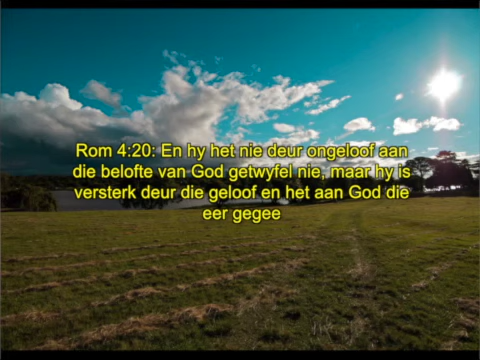 Rom 4:20: En hy het nie deur ongeloof aan
die belofte van God getwyfel nie, maar hy is
versterk deur die geloof en het aan God die
eer gegee